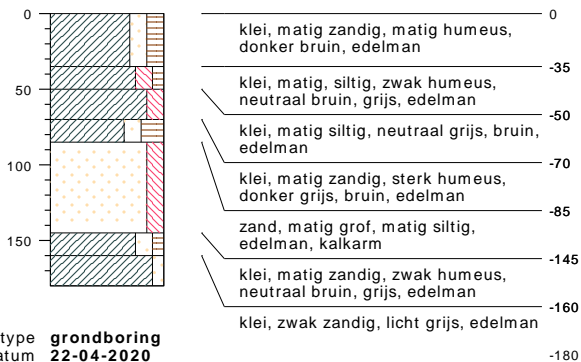 0
0
klei, matig zandig, matig humeus,
donker bruin, edelman
-35
klei, matig, siltig, zwak humeus,
neutraal bruin, grijs, edelman
50
-50
klei, matig siltig, neutraal grijs, bruin,
edelman
-70
klei, matig zandig, sterk humeus,
donker grijs, bruin, edelman
100
-85
zand, matig grof, matig siltig,
edelman, kalkarm
150
-145
klei, matig zandig, zwak humeus,
neutraal bruin, grijs, edelman
-160
klei, zwak zandig, licht grijs, edelman
type grondboring
atum 22-04-2020
-180